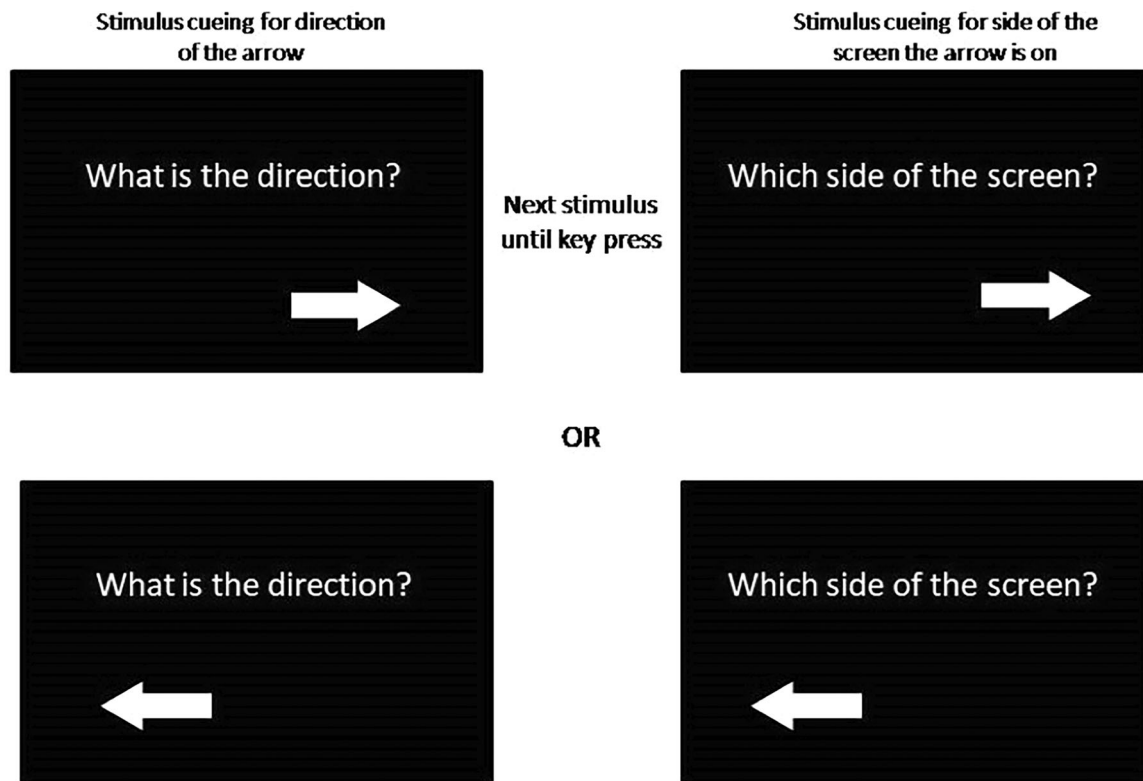 Stimulus cueing for direction
of the arrow
Stimulus cueing for side of the
screen the arrow is on
What is the direction?
Next stimulus
until key press
Which side of the screen?
OR
What is the direction?
Which side of the screen?